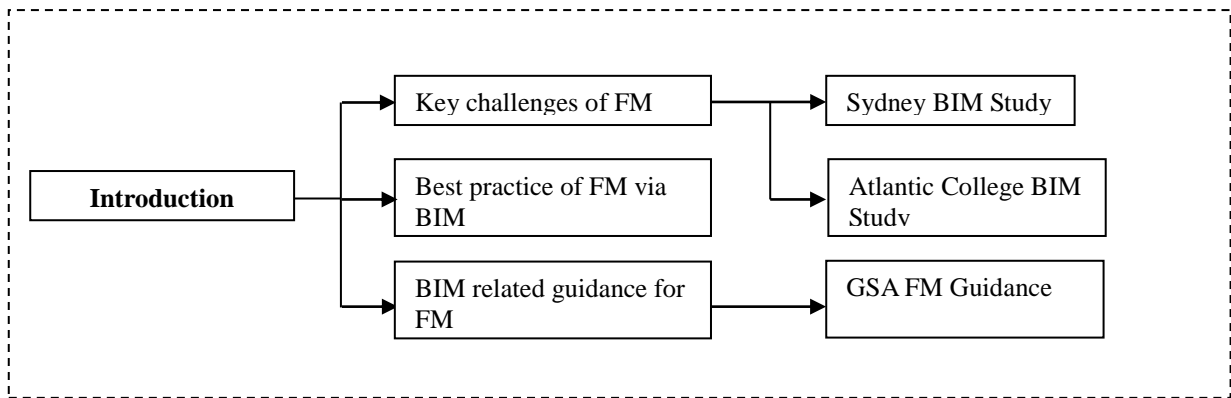 Key challenges of FM
Sydney BIM Study
Introduction
Best practice of FM via
BIM
Atlantic College BIM
Study
BIM related guidance for
FM
GSA FM Guidance